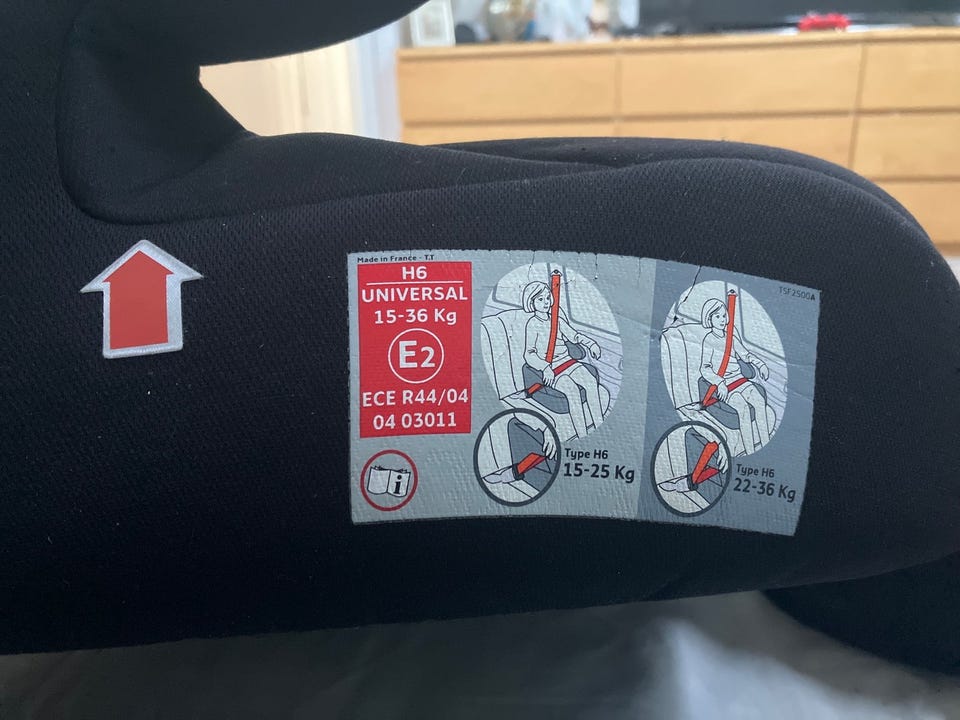 Made in France - T.T
H6
UNIVERSAL
15-36 Kg
E2
ECE R44/04
04 03011
i
Type H6
15-25 Kg
TSF2500A
Type H6
22-36 Kg